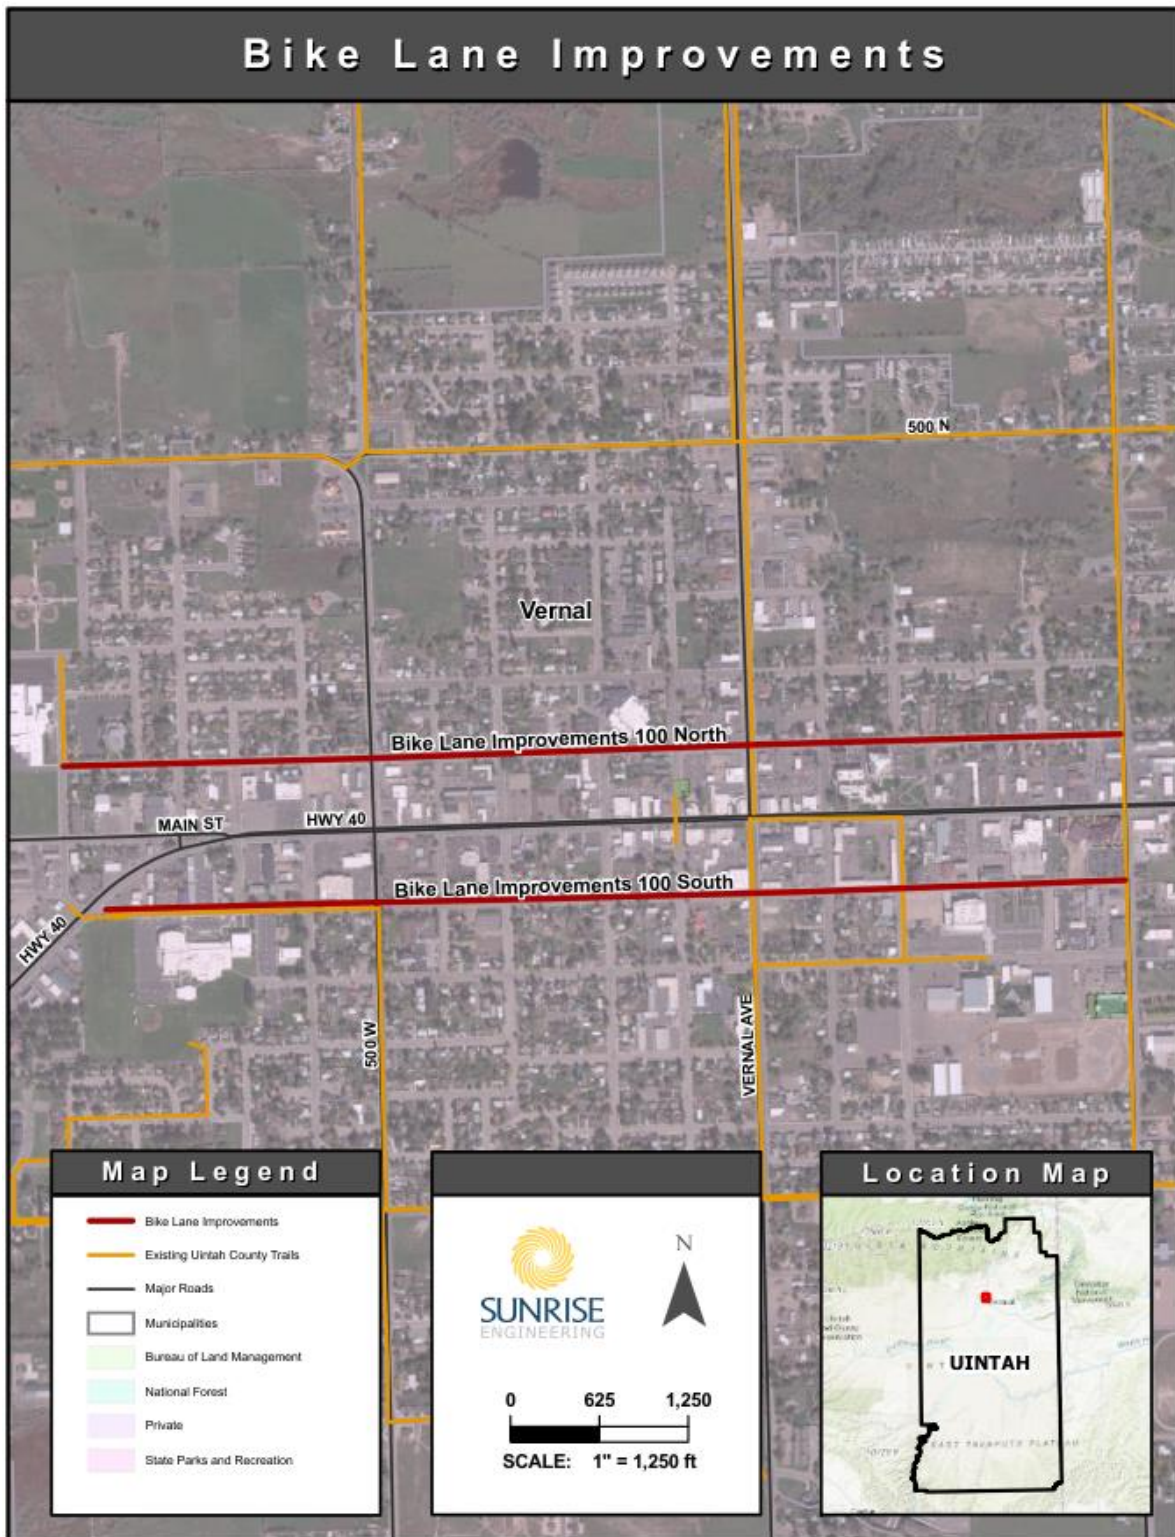 Bike Lane Improvements
500 N
Vernal
Bike Lane Improvements 100 North
MAIN ST
HWY 40
Bike Lane Improvements 100 South
HWY 40
500 W
VERNAL AVE
Map Legend
Bike Lane Improvements
Existing Uintah County Trails
Major Roads
Municipalities
Bureau of Land Management
National Forest
Private
State Parks and Recreation
N
SUNRISE
ENGINEERING
0 625 1,250
SCALE: 1" = 1,250 ft
Location Map
UINTAH
EAST TAVAPUTS PLATEAU